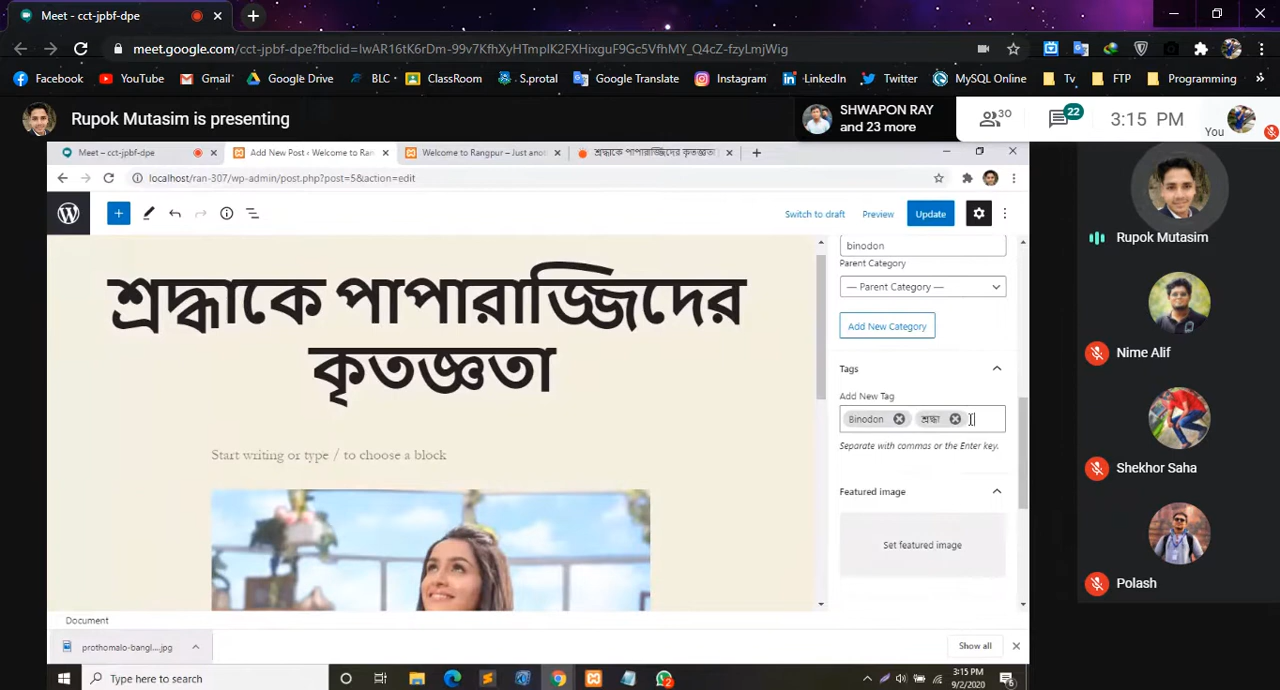 Meet - cct-jpbf-dpe
meet.google.com/cct-jpbf-dpe?fbclid=IwAR16tK6rDm-99v7KfhXyHTmpIK2FXHixguF9Gc5VfhMY_Q4cZ-fzyLmjWig
Facebook YouTube Gmail Google Drive BLC ClassRoom S.protal Google Translate Instagram LinkedIn Twitter MySQL Online Tv FTP Programming
Rupok Mutasim is presenting
SHWAPON RAY
and 23 more
30
22
3:15 PM
You
Meet – cct-jpbf-dpe
Add New Post ‹ Welcome to Ran
Welcome to Rangpur – Just anot
শ্রদ্ধাকে পাপারাজ্জিদের কৃতজ্ঞতা
localhost/ran-307/wp-admin/post.php?post=5&action=edit
Switch to draft Preview Update
শ্রদ্ধাকে পাপারাজ্জিদের
কৃতজ্ঞতা
Start writing or type / to choose a block
binodon
Parent Category
— Parent Category —
Add New Category
Tags
Add New Tag
Binodon শ্রদ্ধা
Separate with commas or the Enter key.
Featured image
Set featured image
Document
prothomalo-bangl....jpg
Show all
Type here to search
2
3:15 PM
9/2/2020
6
Rupok Mutasim
Nime Alif
Shekhor Saha
Polash